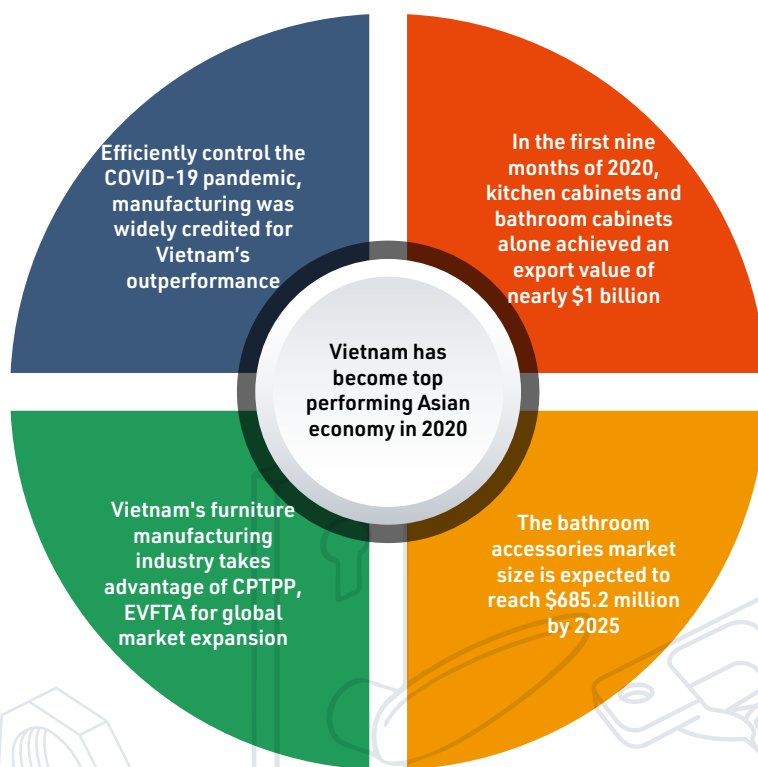 Efficiently control the
COVID-19 pandemic,
manufacturing was
widely credited for
Vietnam's
outperformance
In the first nine
months of 2020,
kitchen cabinets and
bathroom cabinets
alone achieved an
export value of
nearly $1 billion
Vietnam has
become top
performing Asian
economy in 2020
Vietnam's furniture
manufacturing
industry takes
advantage of CPTPP,
EVFTA for global
market expansion
The bathroom
accessories market
size is expected to
reach $685.2 million
by 2025